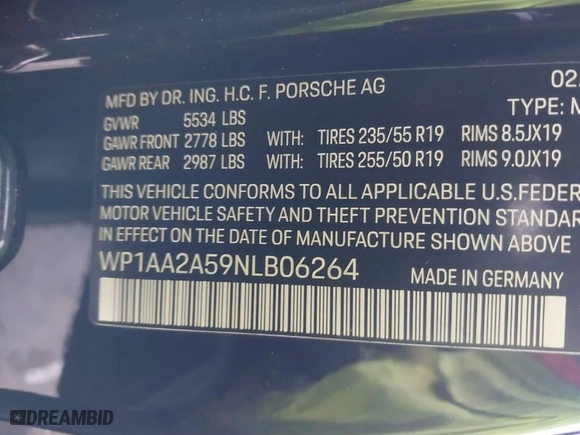 MFD BY DR. ING. H.C. F. PORSCHE AG 02.
GVWR 5534 LBS TYPE: M
GAWR FRONT 2778 LBS WITH: TIRES 235/55 R19 RIMS 8.5JX19
GAWR REAR 2987 LBS WITH: TIRES 255/50 R19 RIMS 9.0JX19
THIS VEHICLE CONFORMS TO ALL APPLICABLE U.S.FEDER
MOTOR VEHICLE SAFETY AND THEFT PREVENTION STANDAR
IN EFFECT ON THE DATE OF MANUFACTURE SHOWN ABOVE
WP1AA2A59NLB06264 MADE IN GERMANY
DREAMBID